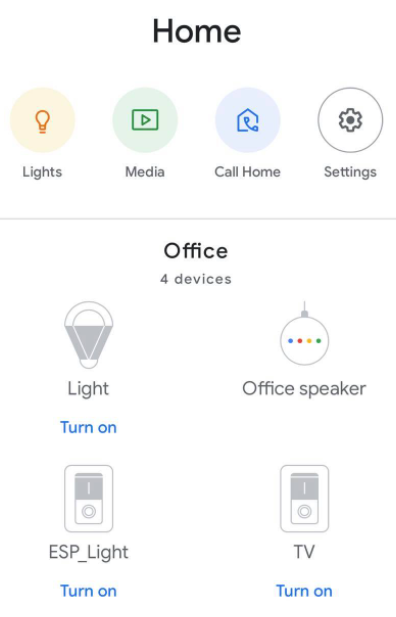 Home
Lights Media Call Home Settings
Office
4 devices
Light Office speaker
Turn on
ESP_Light TV
Turn on Turn on